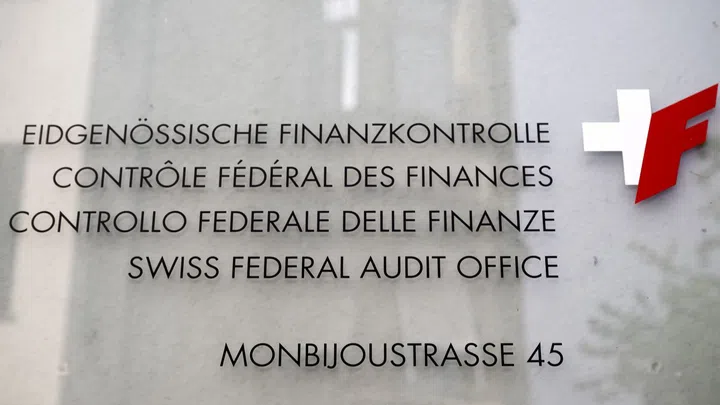 EIDGENÖSSISCHE FINANZKONTROLLE
CONTRÔLE FÉDÉRAL DES FINANCES
CONTROLLO FEDERALE DELLE FINANZE
SWISS FEDERAL AUDIT OFFICE
MONBIJOUSTRASSE 45